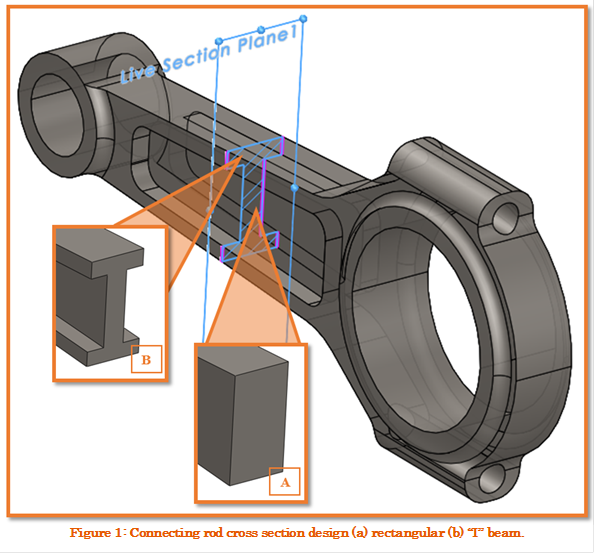 Live Section Plane1
B
A
Figure 1: Connecting rod cross section design (a) rectangular (b) "I" beam.